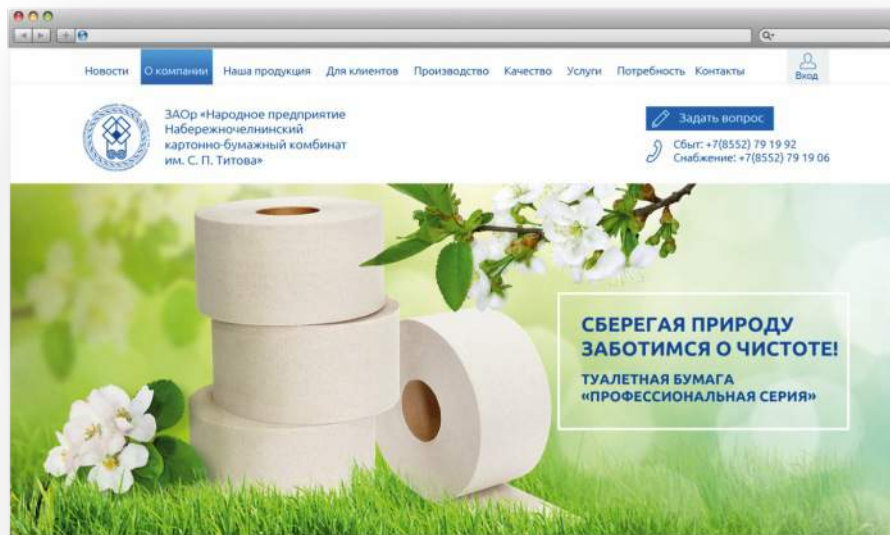 Новости О компании Наша продукция Для клиентов Производство Качество Услуги Потребность Контакты Вход
ЗАОр «Народное предприятие
Набережночелнинский
картонно-бумажный комбинат
им. С. П. Титова»
Задать вопрос
Сбыт: +7(8552) 79 19 92
Снабжение: +7(8552) 79 19 06
СБЕРЕГАЯ ПРИРОДУ
ЗАБОТИМСЯ О ЧИСТОТЕ!
ТУАЛЕТНАЯ БУМАГА
«ПРОФЕССИОНАЛЬНАЯ СЕРИЯ»